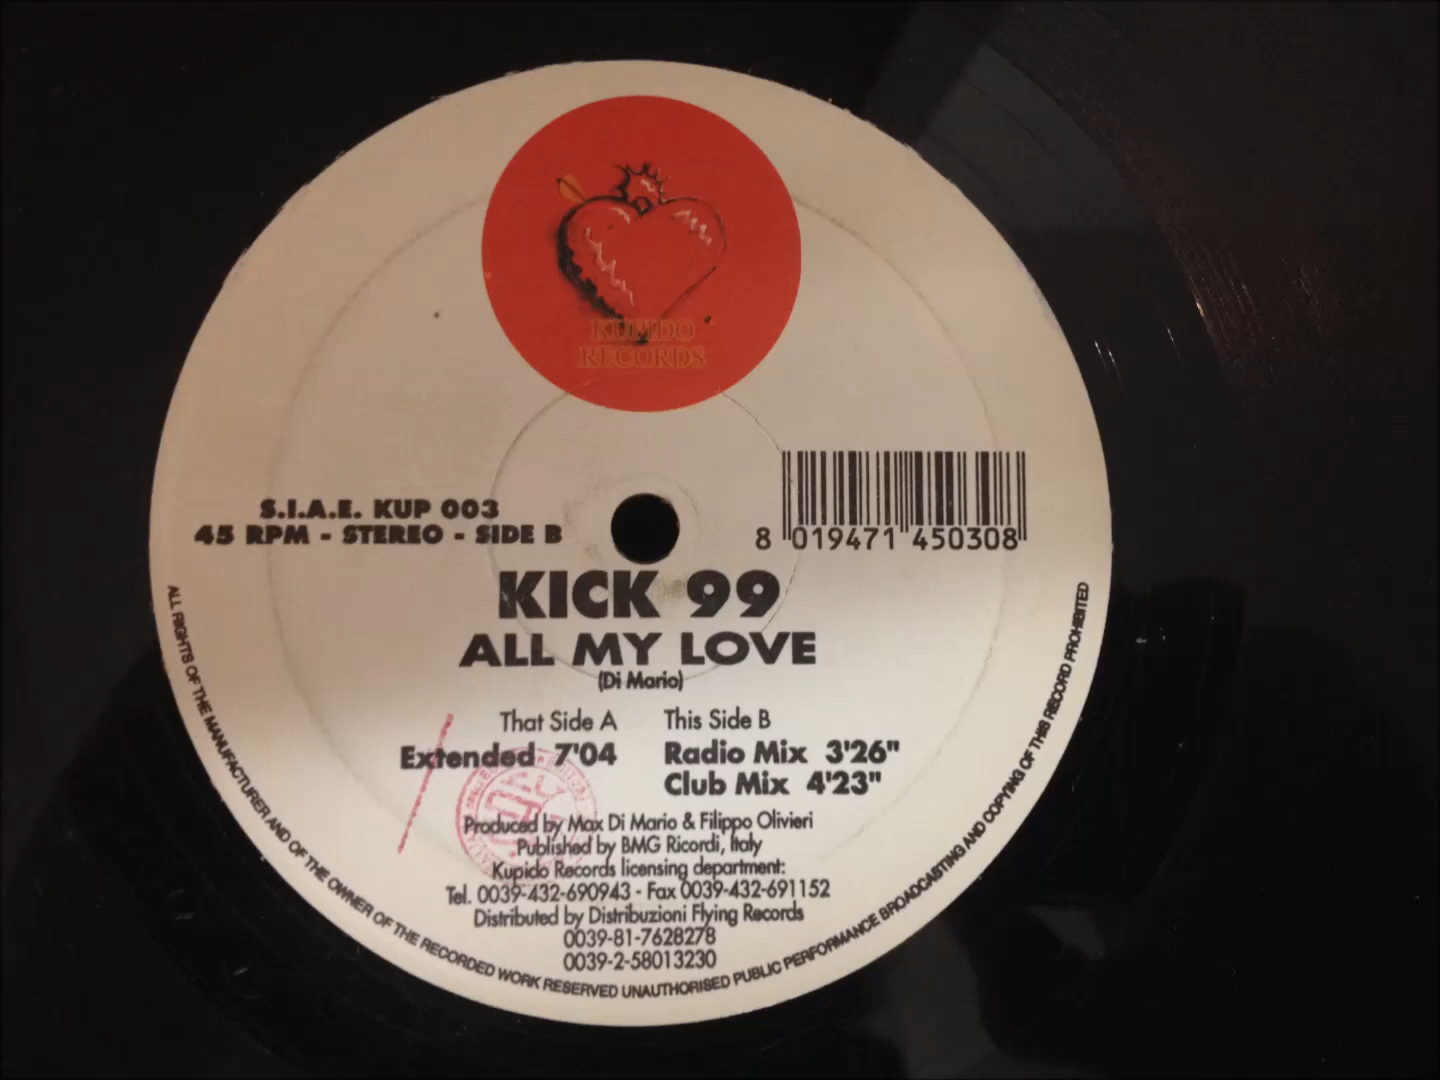 KUPIDO
RECORDS
S.I.A.E. KUP 003
45 RPM - STEREO - SIDE B
8 019471 450308
KICK 99
ALL MY LOVE
(Di Mario)
That Side A This Side B
Extended 7'04 Radio Mix 3'26"
Club Mix 4'23"
Produced by Max Di Mario & Filippo Olivieri
Published by BMG Ricordi, Italy
Kupido Records licensing department:
Tel. 0039-432-690943 - Fax 0039-432-691152
Distributed by Distribuzioni Flying Records
0039-81-7628278
0039-2-58013230
ALL RIGHTS OF THE MANUFACTURER AND OF THE OWNER OF THE RECORDED WORK RESERVED UNAUTHORISED PUBLIC PERFORMANCE BROADCASTING AND COPYING OF THIS RECORD PROHIBITED